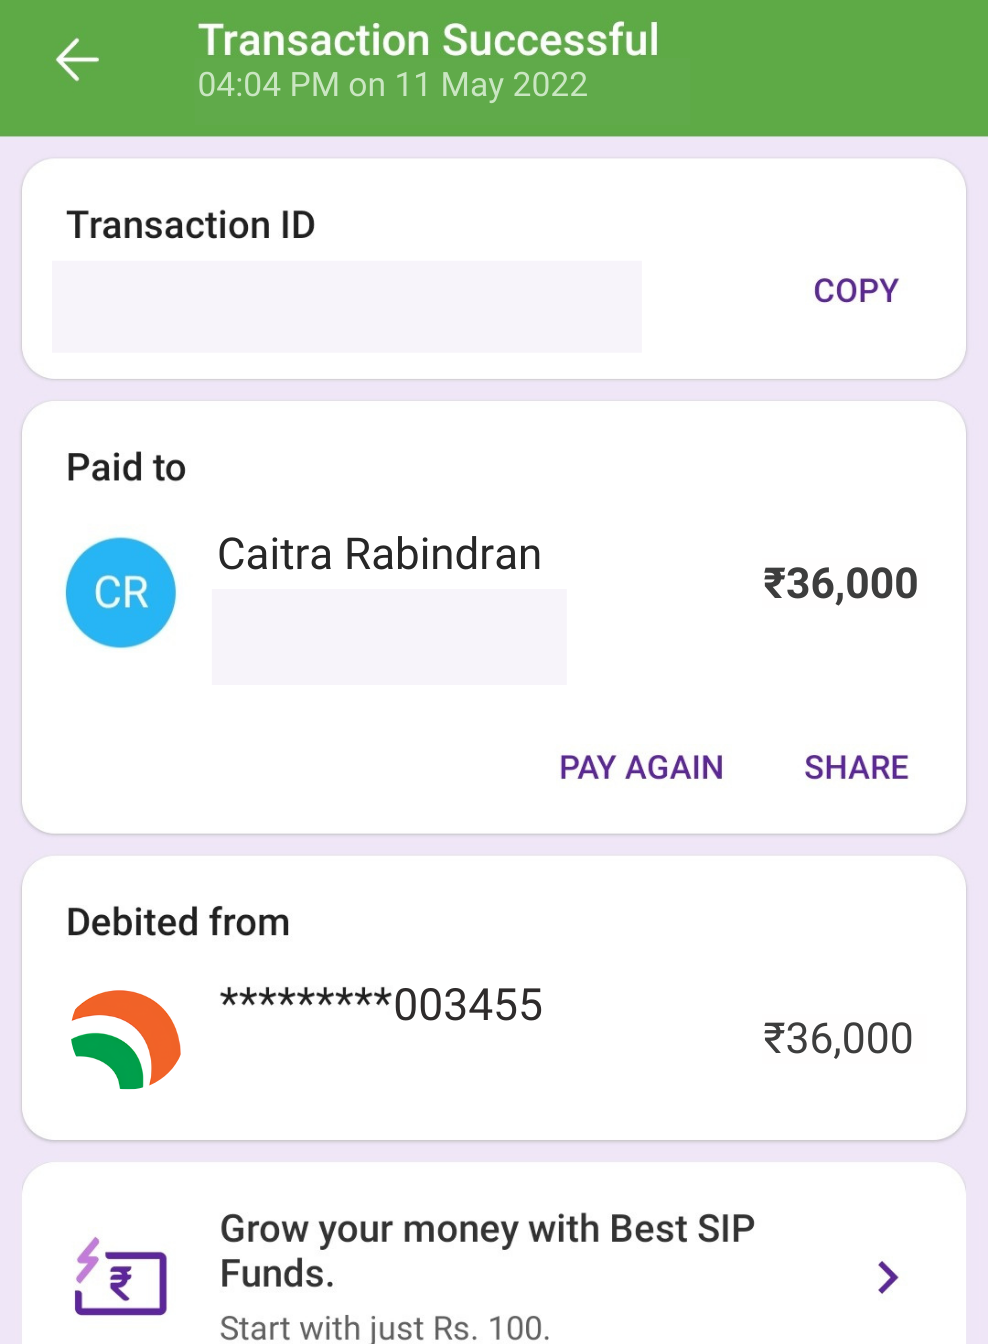 Transaction Successful
04:04 PM on 11 May 2022
Transaction ID
COPY
Paid to
CR
Caitra Rabindran
₹36,000
PAY AGAIN
SHARE
Debited from
*********003455
₹36,000
₹
Grow your money with Best SIP
Funds.
Start with just Rs. 100.